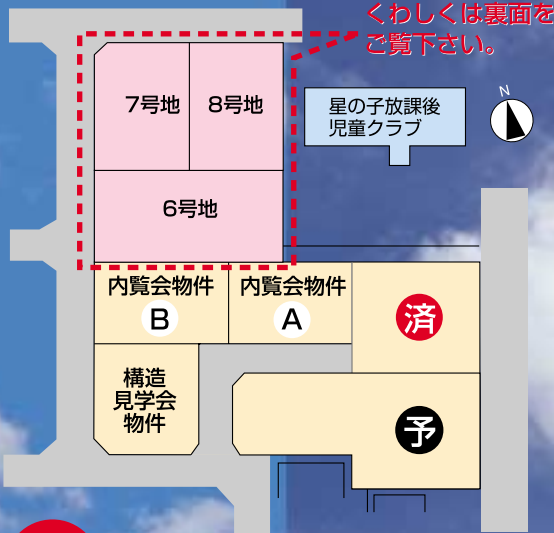 くわしくは裏面を
ご覧下さい。
7号地
8号地
星の子放課後
児童クラブ
N
6号地
内覧会物件
B
内覧会物件
A
済
構造
見学会
物件
予